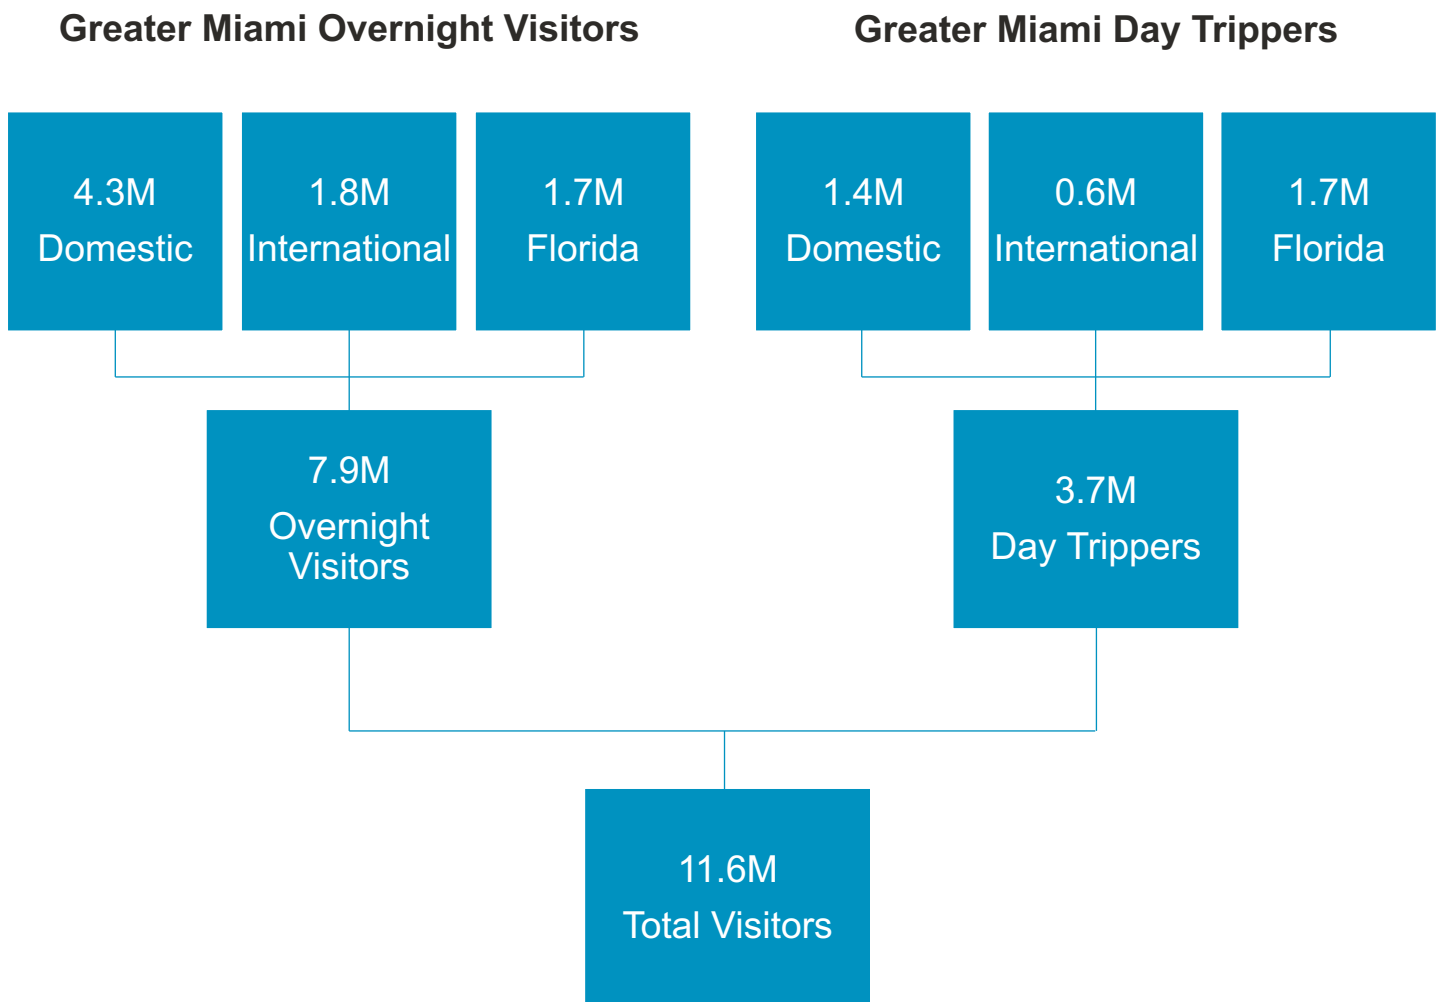 Greater Miami Overnight Visitors
Greater Miami Day Trippers
4.3M
Domestic
1.8M
International
1.7M
Florida
1.4M
Domestic
0.6M
International
1.7M
Florida
7.9M
Overnight
Visitors
3.7M
Day Trippers
11.6M
Total Visitors